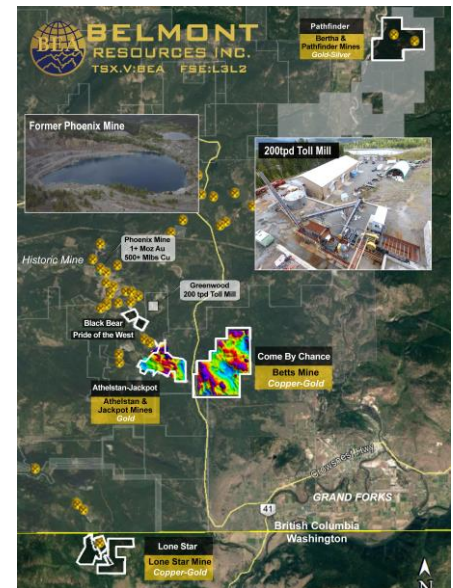 BEA
BELMONT
RESOURCES INC.
TSX.V:BEA FSE:L3L2
Pathfinder
Bertha &
Pathfinder Mines
Gold-Silver
Former Phoenix Mine
200tpd Toll Mill
Phoenix Mine
1+ Moz Au
500+ Mlbs Cu
Historic Mine
Greenwood
200 tpd Toll Mill
Black Bear
Pride of the West
Come By Chance
Betts Mine
Copper-Gold
Athelstan-Jackpot
Athelstan &
Jackpot Mines
Gold
Crowsnest Hwy
GRAND FORKS
41
British Columbia
Washington
Lone Star
Lone Star Mine
Copper-Gold
N